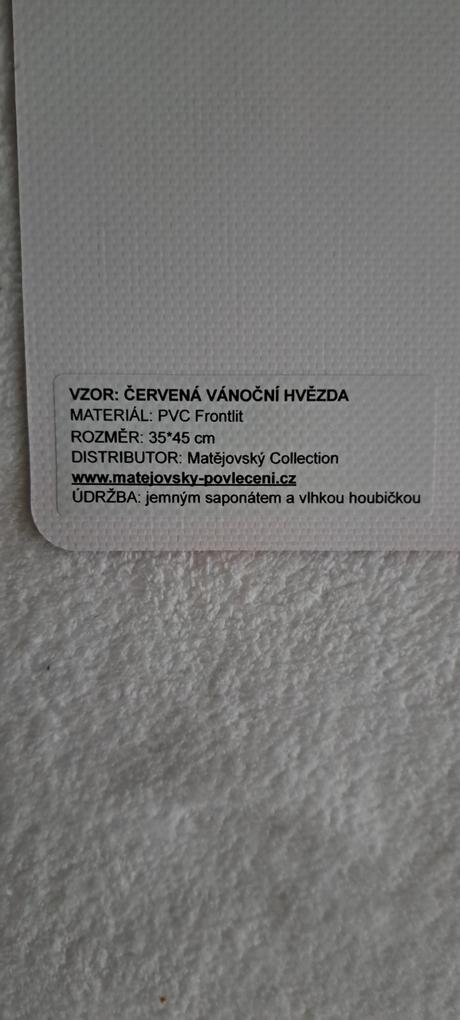 VZOR: ČERVENÁ VÁNOČNÍ HVĚZDA
MATERIÁL: PVC Frontlit
ROZMĚR: 35*45 cm
DISTRIBUTOR: Matějovský Collection
www.matejovsky-povleceni.cz
ÚDRŽBA: jemným saponátem a vlhkou houbičkou